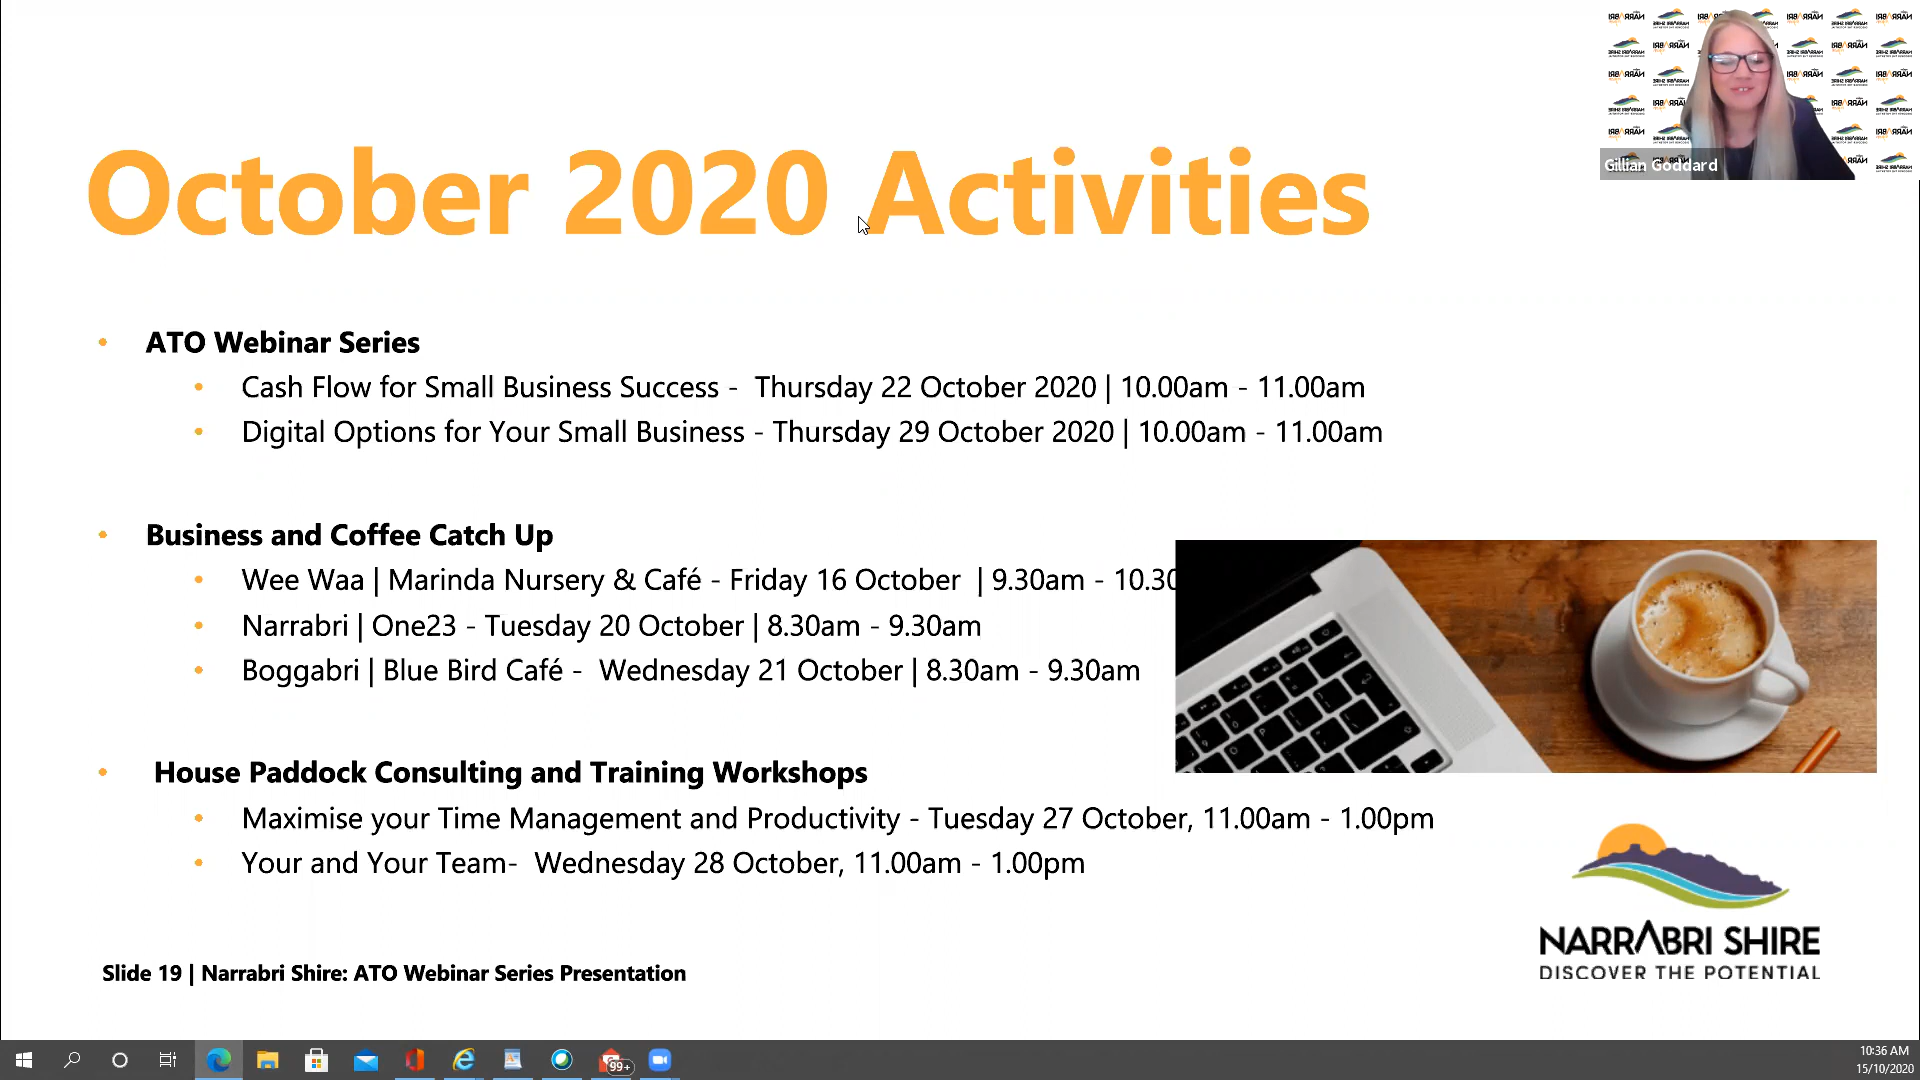 October 2020 Activities
Gillian Goddard
ATO Webinar Series
Cash Flow for Small Business Success - Thursday 22 October 2020 | 10.00am - 11.00am
Digital Options for Your Small Business - Thursday 29 October 2020 | 10.00am - 11.00am
Business and Coffee Catch Up
Wee Waa | Marinda Nursery & Café - Friday 16 October | 9.30am - 10.30
Narrabri | One23 - Tuesday 20 October | 8.30am - 9.30am
Boggabri | Blue Bird Café - Wednesday 21 October | 8.30am - 9.30am
House Paddock Consulting and Training Workshops
Maximise your Time Management and Productivity - Tuesday 27 October, 11.00am - 1.00pm
Your and Your Team- Wednesday 28 October, 11.00am - 1.00pm
NARRABRI SHIRE
DISCOVER THE POTENTIAL
Slide 19 | Narrabri Shire: ATO Webinar Series Presentation
99+
10:36 AM
15/10/2020